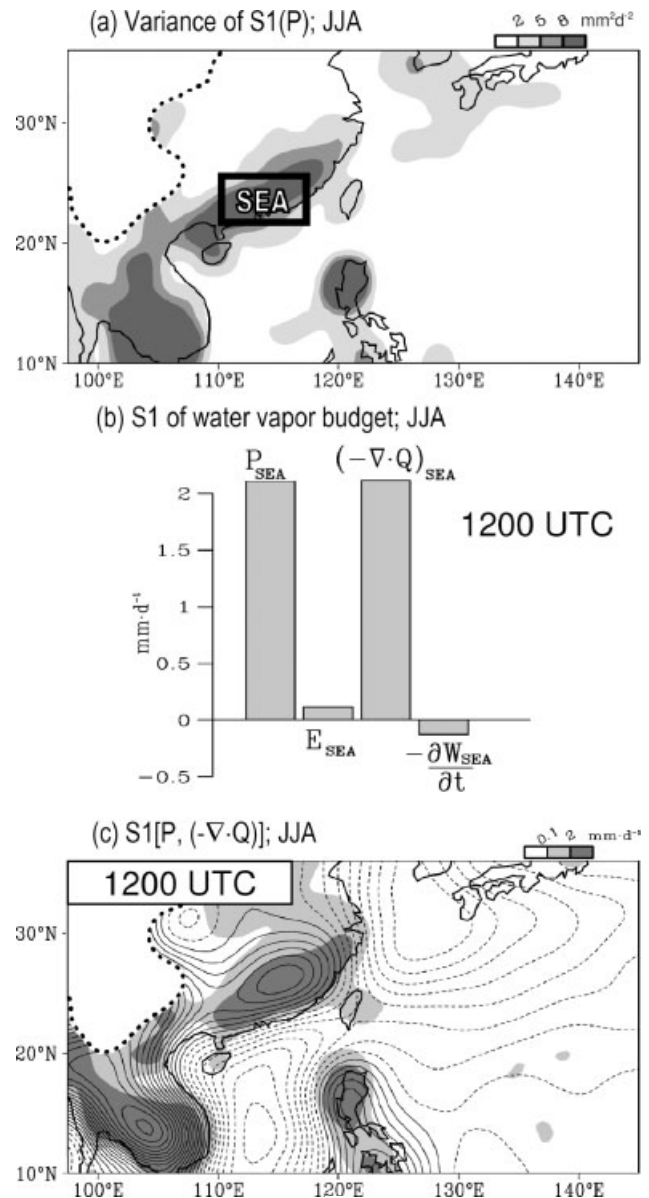 (a) Variance of S1(P); JJA
2 5 8 mm²d⁻²
30°N
20°N
10°N
SEA
100°E 110°E 120°E 130°E 140°E
(b) S1 of water vapor budget; JJA
P_SEA (−∇·Q)_SEA
1200 UTC
2
1.5
1
0.5
0
−0.5
mm·d⁻¹
E_SEA
−∂W_SEA/∂t
(c) S1[P, (-∇·Q)]; JJA
0.1 2 mm·d⁻¹
1200 UTC
30°N
20°N
10°N
100°E 110°E 120°E 130°E 140°E